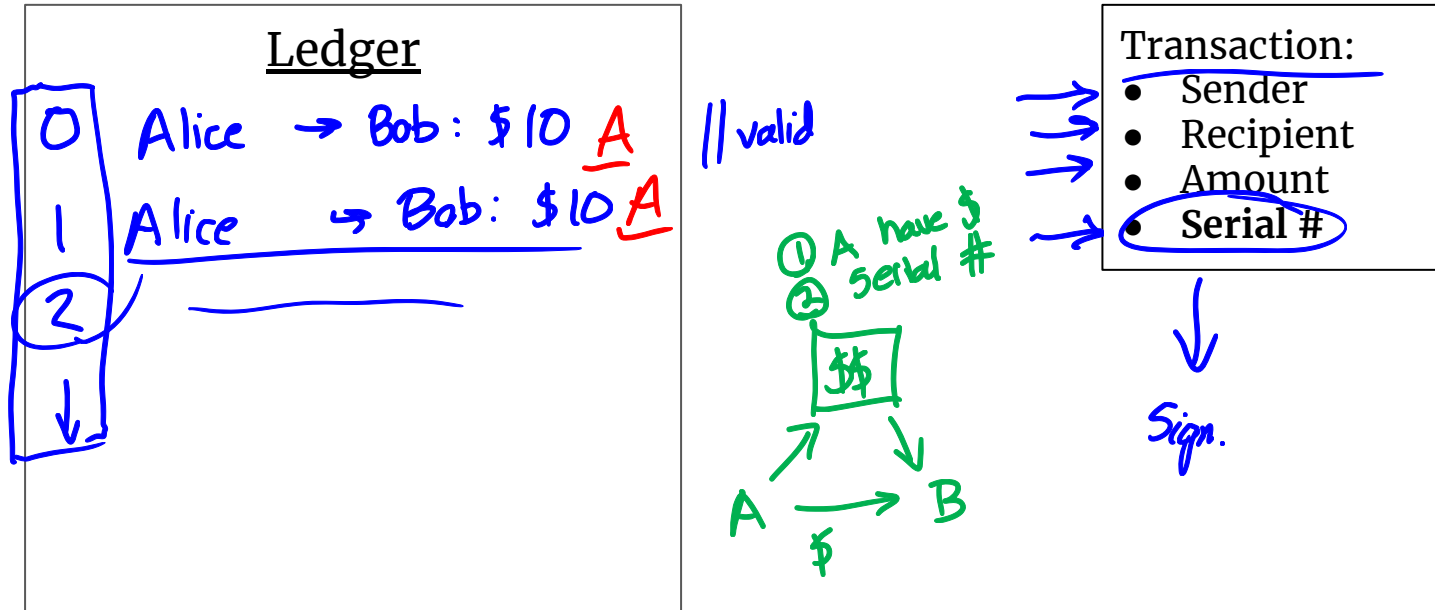 Ledger
0 Alice → Bob: $10 A
1 Alice → Bob: $10 A
2
|| valid
① A have $
② serial #
$$
A → B
$
Transaction:
● Sender
● Recipient
● Amount
● Serial #
Sign.